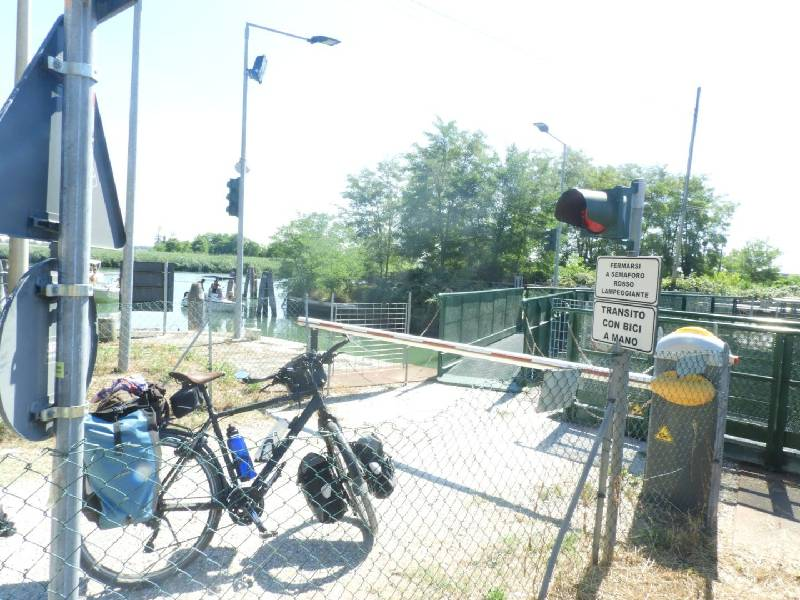 FERMARSI
A SEMAFORO
ROSSO
LAMPEGGIANTE
TRANSITO
CON BICI
A MANO